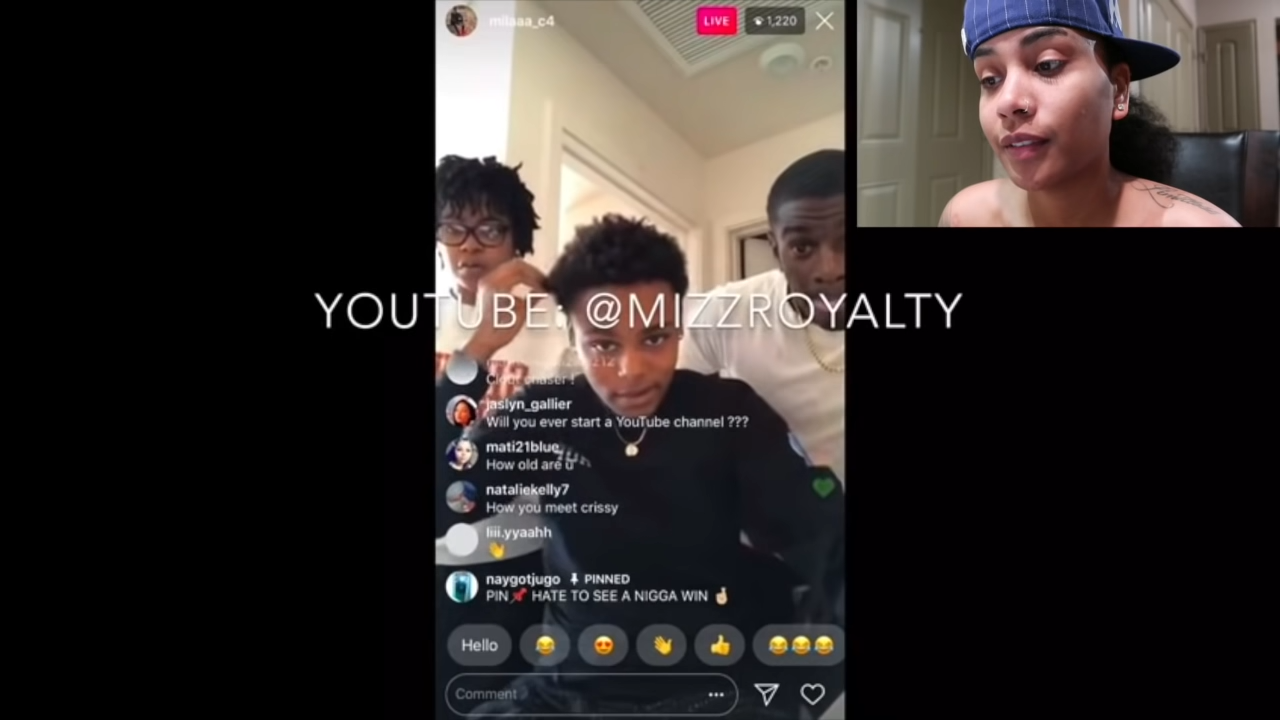 milaaa_c4
LIVE
1,220
YOUTUBE: @MIZZROYALTY
jaslyn_gallier
Will you ever start a YouTube channel ???
mati21blue
How old are u
nataliekelly7
How you meet crissy
liii.yyaahh
👋
naygotjugo 📌 PINNED
PIN📌 HATE TO SEE A NIGGA WIN 🤞🏼
Hello 😂 😍 👋 👍 😂😂😂
Comment